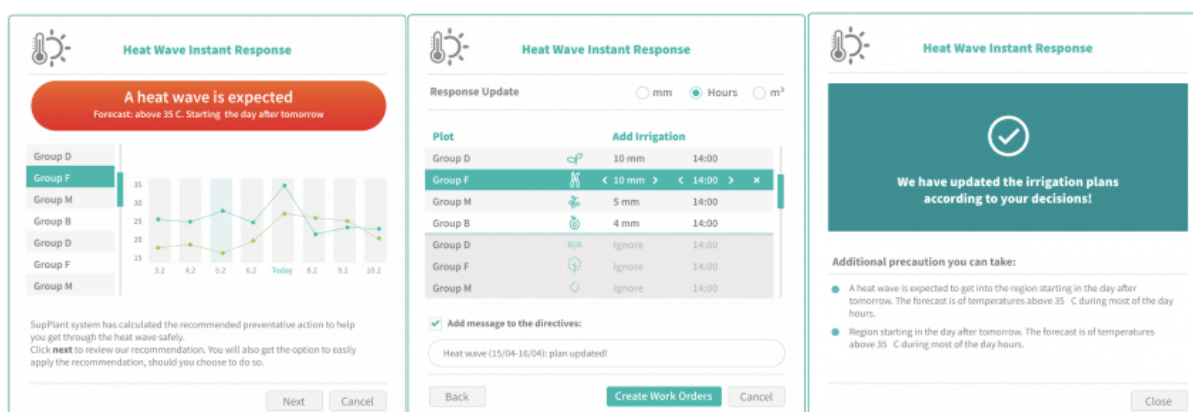 Heat Wave Instant Response
A heat wave is expected
Forecast: above 35 C. Starting the day after tomorrow
Group D
Group F
Group M
Group B
Group D
Group F
Group M
35
30
25
20
15
3.2
4.2
5.2
6.2
Today
8.2
9.2
10.2
SupPlant system has calculated the recommended preventative action to help
you get through the heat wave safely.
Click next to review our recommendation. You will also get the option to easily
apply the recommendation, should you choose to do so.
Next
Cancel
Heat Wave Instant Response
Response Update
mm
Hours
m³
Plot
Add Irrigation
Group D 10 mm 14:00
Group F < 10 mm > < 14:00 > ×
Group M 5 mm 14:00
Group B 4 mm 14:00
Group D N/A Ignore 14:00
Group F Ignore 14:00
Group M Ignore 14:00
Add message to the directives:
Heat wave (15/04-16/04): plan updated!
Back
Create Work Orders
Cancel
Heat Wave Instant Response
We have updated the irrigation plans
according to your decisions!
Additional precaution you can take:
A heat wave is expected to get into the region starting in the day after
tomorrow. The forecast is of temperatures above 35 C during most of the day
hours.
Region starting in the day after tomorrow. The forecast is of temperatures
above 35 C during most of the day hours.
Close